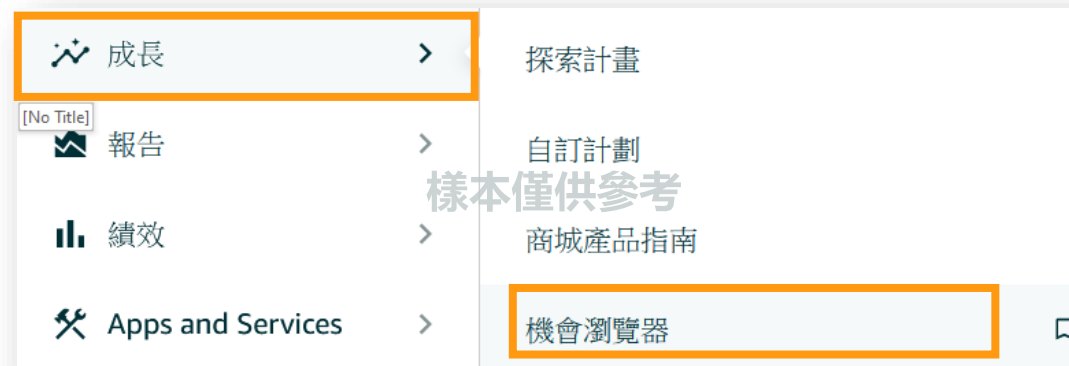 成長
[No Title]
報告
績效
Apps and Services
探索計畫
自訂計劃
樣本僅供參考
商城產品指南
機會瀏覽器